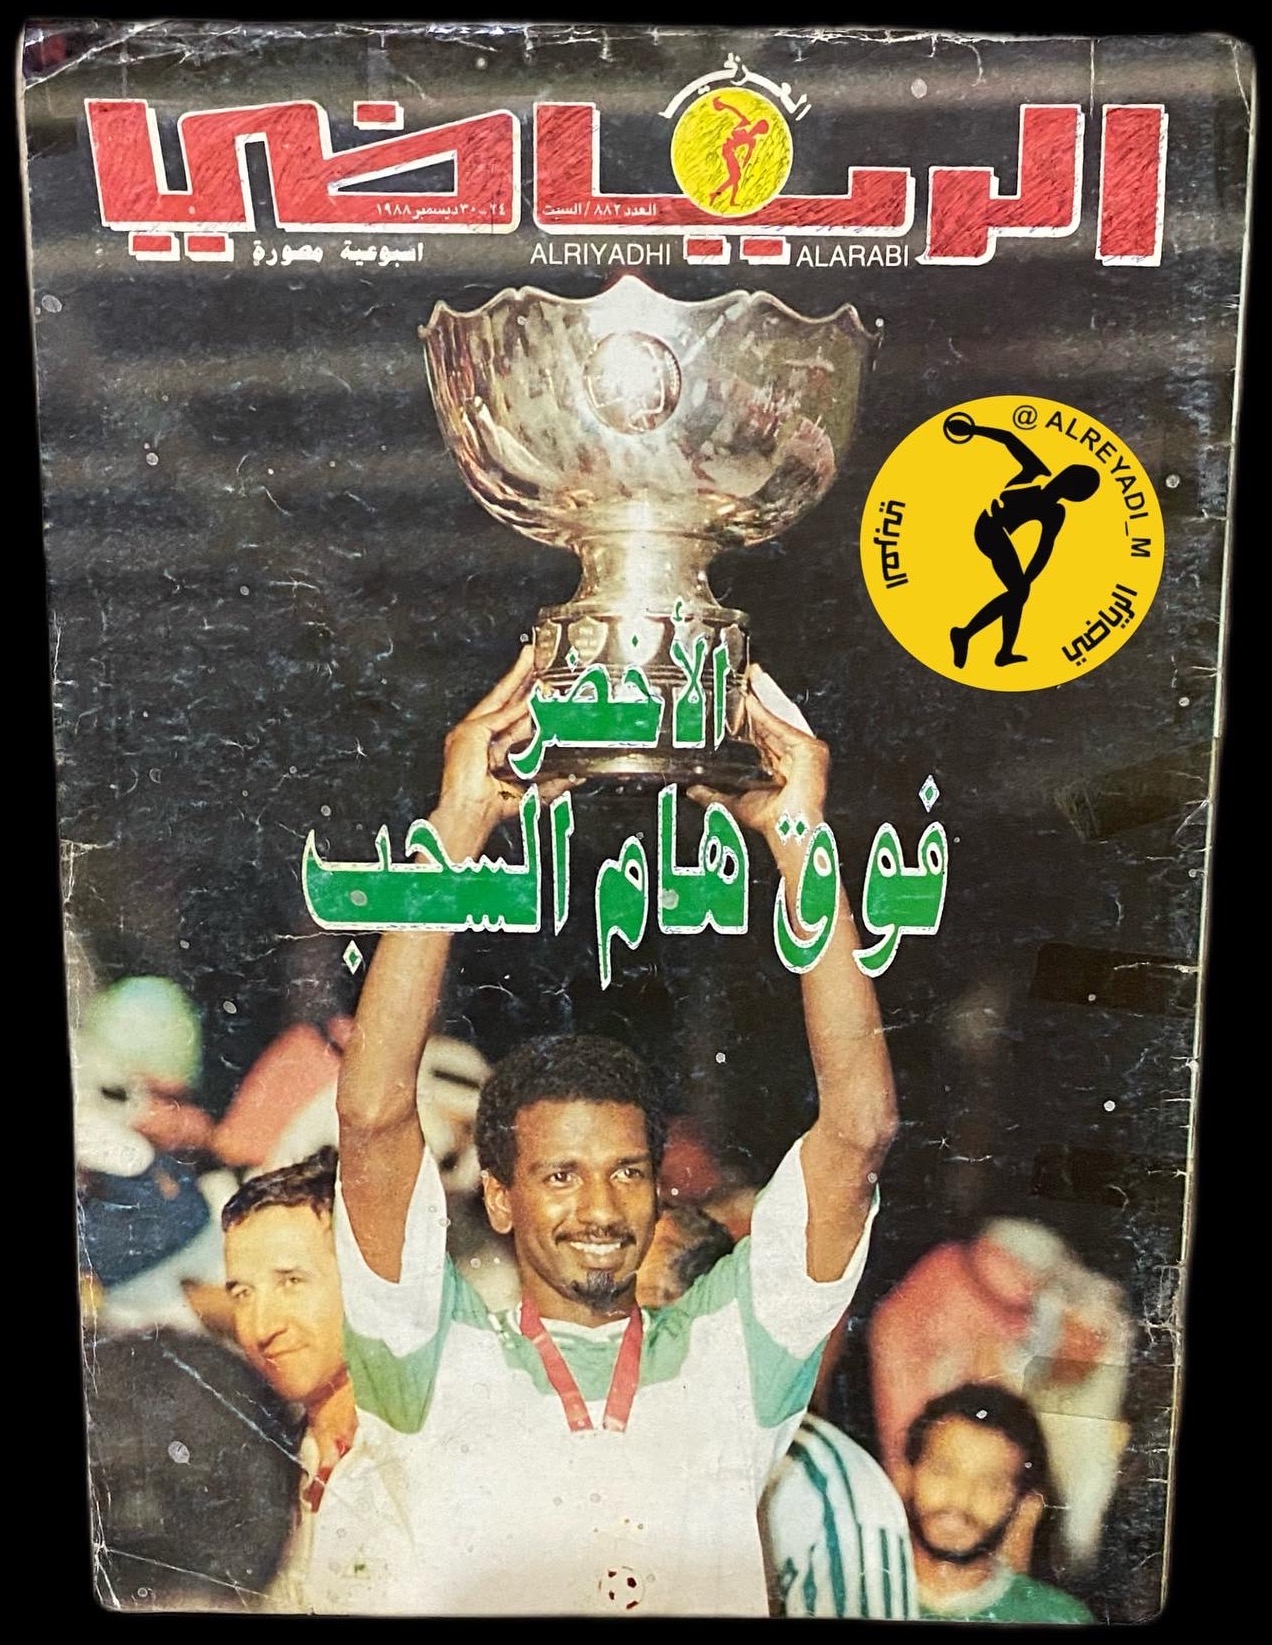 العربي
الرياضي
العدد ٨٨٢ / السبت ٢٤ - ٣٠ ديسمبر ١٩٨٨
ALRIYADHI ALARABI
اسبوعية مصورة
@ ALREYADI_M
الرياضي
الأخضر
فوق هام السحب